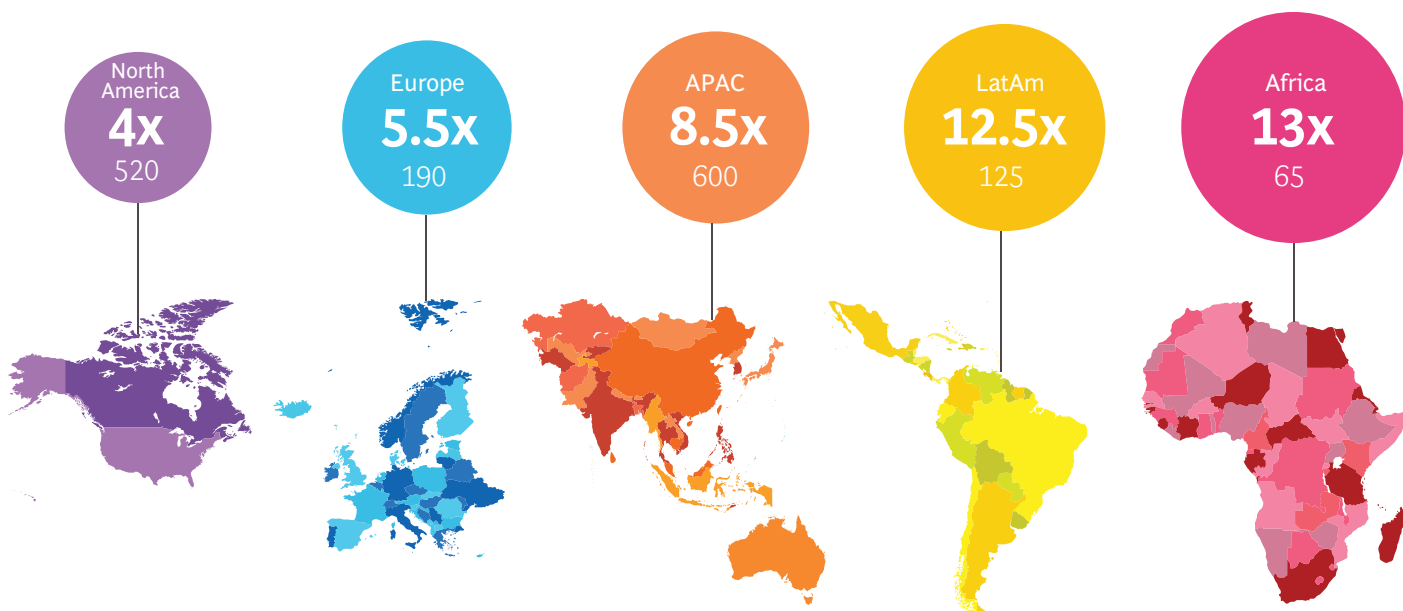 North
America
4x
520
Europe
5.5x
190
APAC
8.5x
600
LatAm
12.5x
125
Africa
13x
65